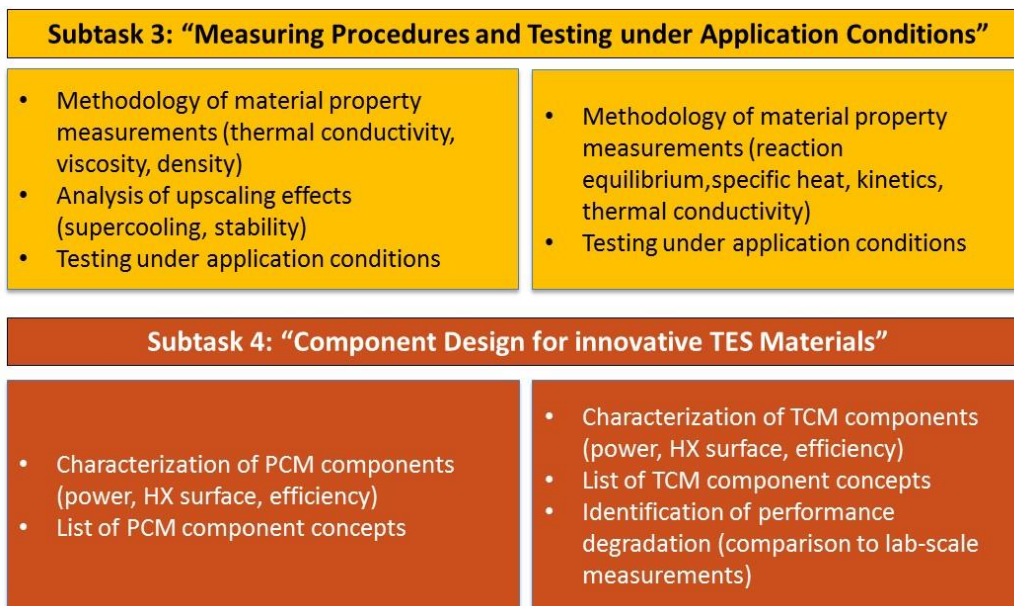 Subtask 3: “Measuring Procedures and Testing under Application Conditions”
• Methodology of material property
measurements (thermal conductivity,
viscosity, density)
• Analysis of upscaling effects
(supercooling, stability)
• Testing under application conditions
• Methodology of material property
measurements (reaction
equilibrium,specific heat, kinetics,
thermal conductivity)
• Testing under application conditions
Subtask 4: “Component Design for innovative TES Materials”
• Characterization of PCM components
(power, HX surface, efficiency)
• List of PCM component concepts
• Characterization of TCM components
(power, HX surface, efficiency)
• List of TCM component concepts
• Identification of performance
degradation (comparison to lab-scale
measurements)